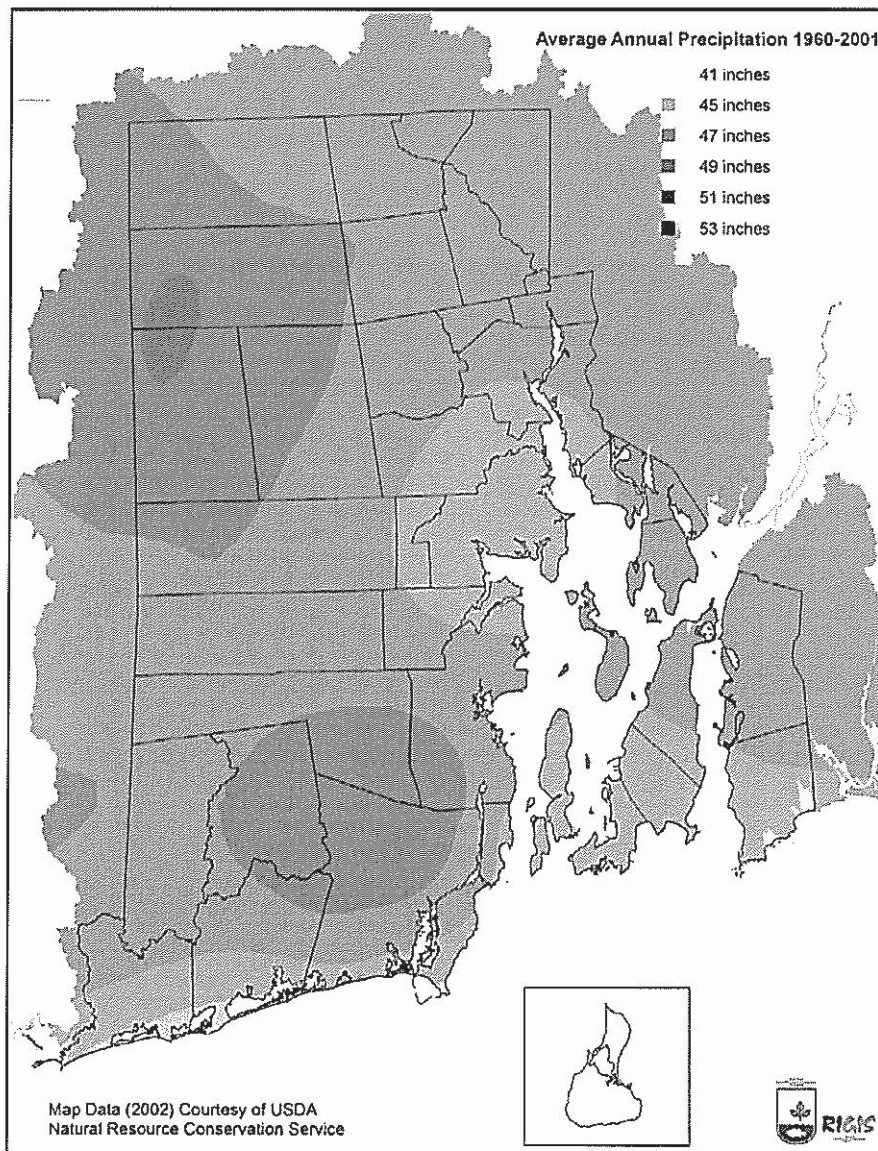 Average Annual Precipitation 1960-2001
41 inches
45 inches
47 inches
49 inches
51 inches
53 inches
Map Data (2002) Courtesy of USDA
Natural Resource Conservation Service
RIGIS